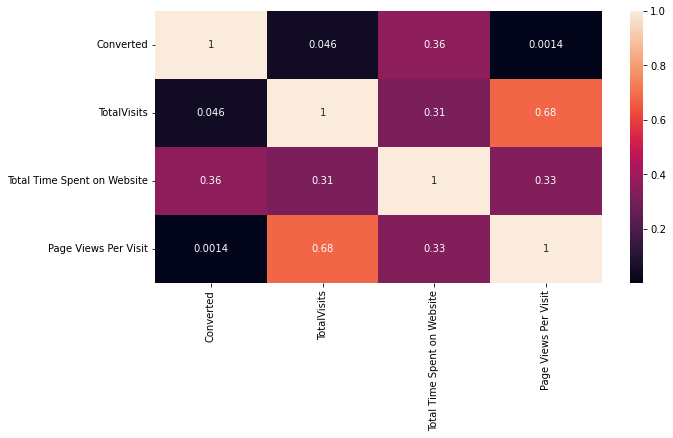 Converted 1 0.046 0.36 0.0014
TotalVisits 0.046 1 0.31 0.68
Total Time Spent on Website 0.36 0.31 1 0.33
Page Views Per Visit 0.0014 0.68 0.33 1
Converted
TotalVisits
Total Time Spent on Website
Page Views Per Visit
1.0
0.8
0.6
0.4
0.2